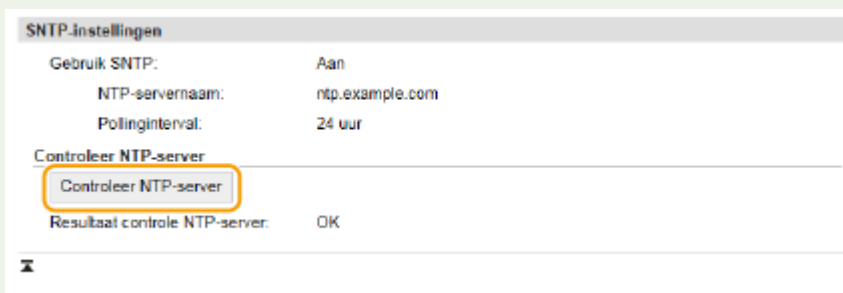 SNTP-instellingen
Gebruik SNTP: Aan
NTP-servernaam: ntp.example.com
Pollinginterval: 24 uur
Controleer NTP-server
Controleer NTP-server
Resultaat controle NTP-server: OK